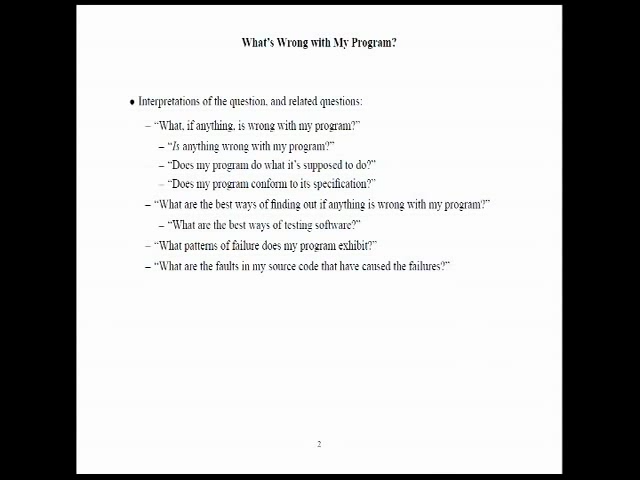 What's Wrong with My Program?
● Interpretations of the question, and related questions:
– “What, if anything, is wrong with my program?”
– “Is anything wrong with my program?”
– “Does my program do what it's supposed to do?”
– “Does my program conform to its specification?”
– “What are the best ways of finding out if anything is wrong with my program?”
– “What are the best ways of testing software?”
– “What patterns of failure does my program exhibit?”
– “What are the faults in my source code that have caused the failures?”
2